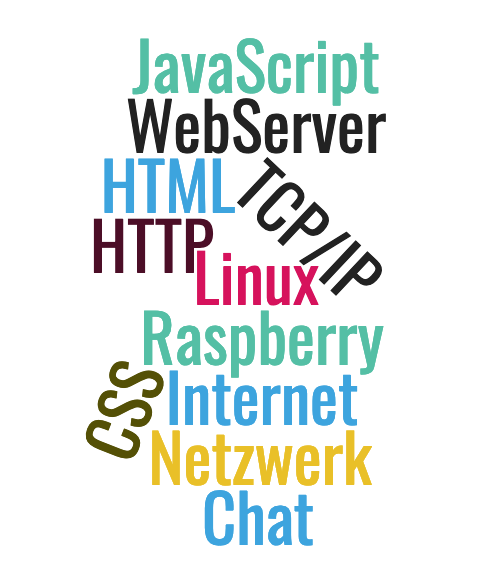 JavaScript
WebServer
HTML
TCP/IP
HTTP
Linux
Raspberry
CSS
Internet
Netzwerk
Chat